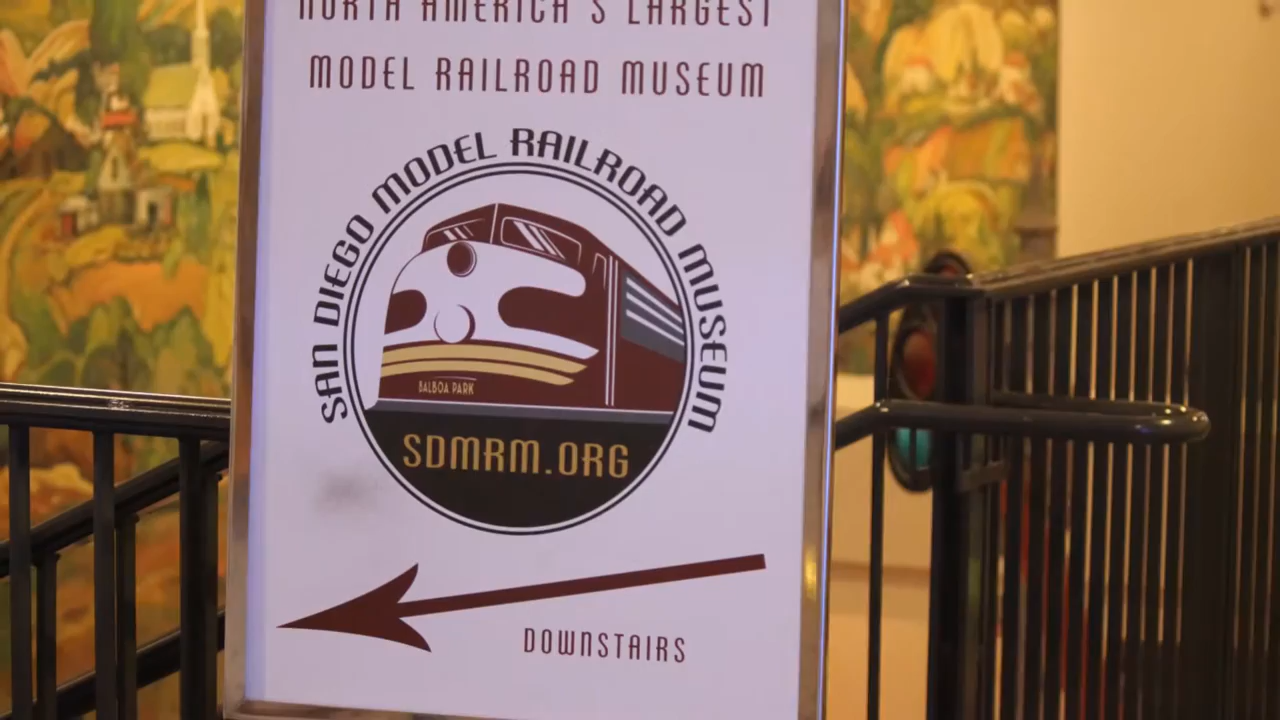 NORTH AMERICA'S LARGEST
MODEL RAILROAD MUSEUM
SAN DIEGO MODEL RAILROAD MUSEUM
BALBOA PARK
SDMRM.ORG
DOWNSTAIRS